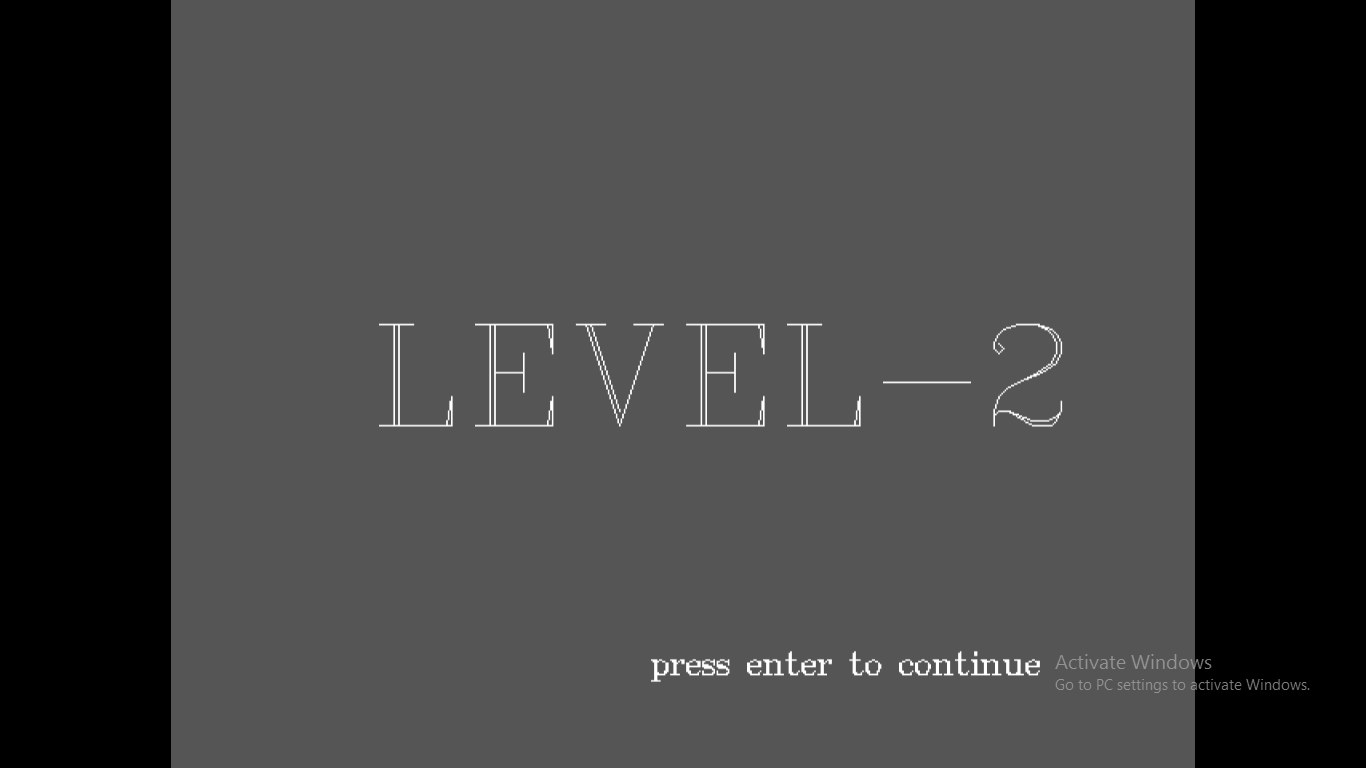 LEVEL-2
press enter to continue
Activate Windows
Go to PC settings to activate Windows.